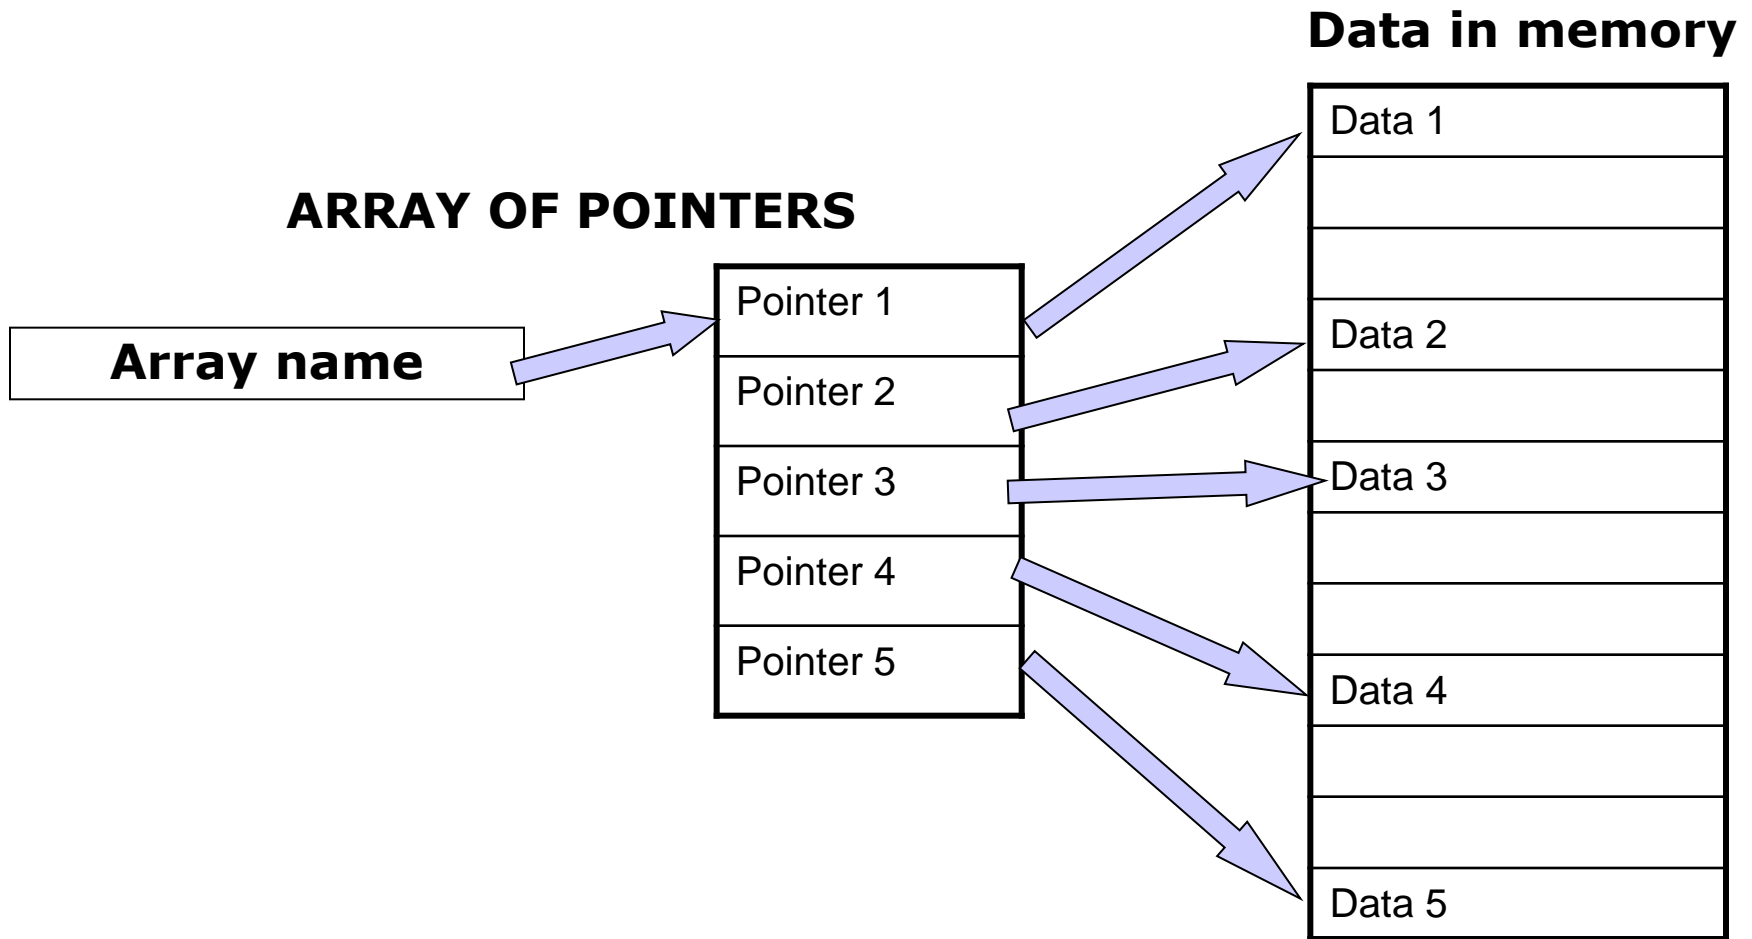 Data in memory
ARRAY OF POINTERS
Array name
Pointer 1
Pointer 2
Pointer 3
Pointer 4
Pointer 5
Data 1
Data 2
Data 3
Data 4
Data 5